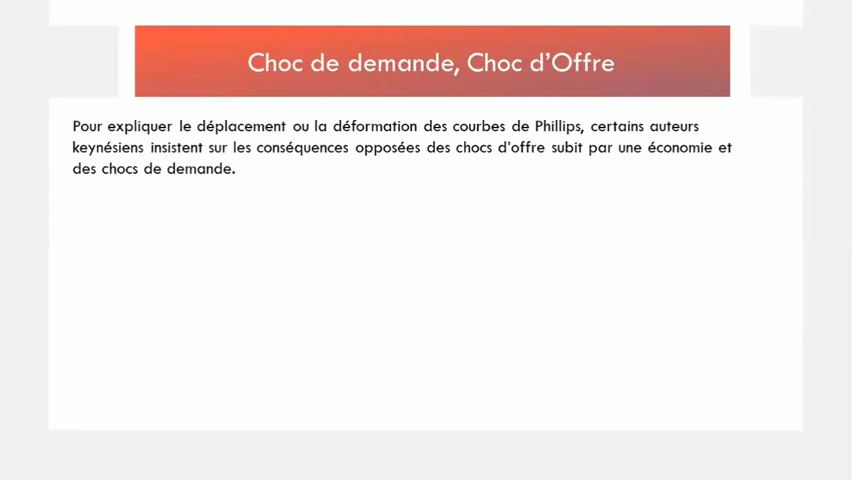 Choc de demande, Choc d’Offre
Pour expliquer le déplacement ou la déformation des courbes de Phillips, certains auteurs
keynésiens insistent sur les conséquences opposées des chocs d’offre subit par une économie et
des chocs de demande.